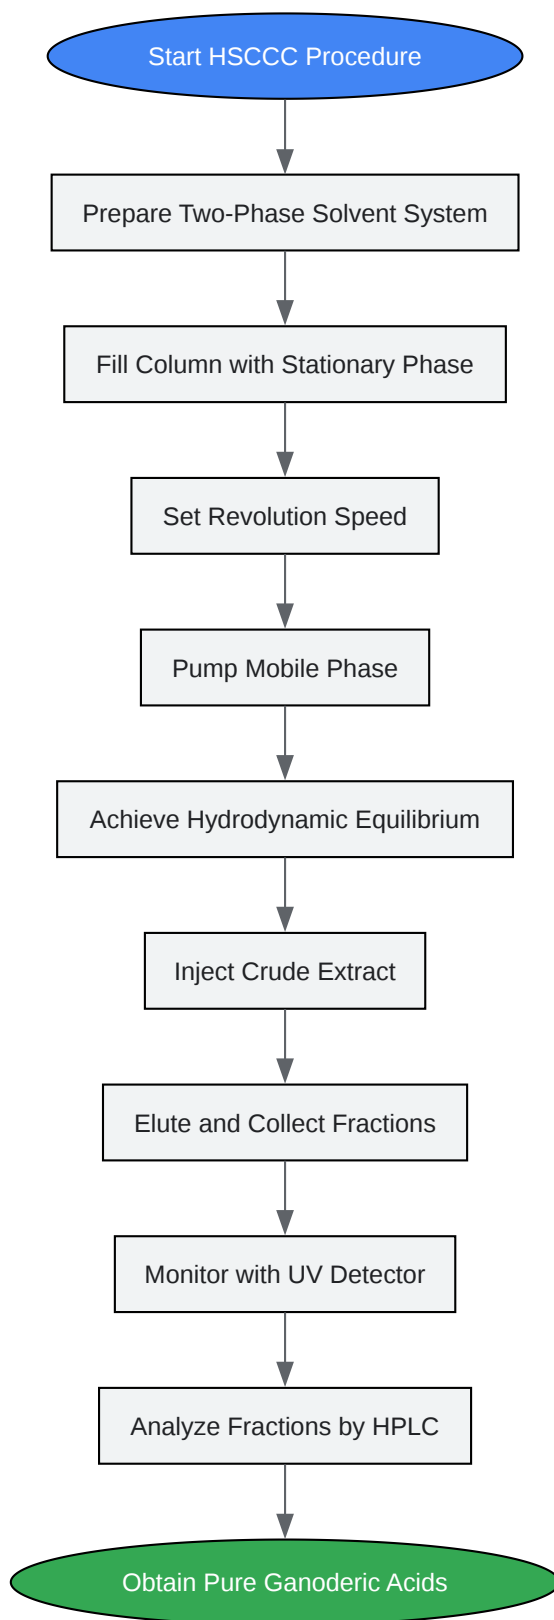 Start HSCCC Procedure
Prepare Two-Phase Solvent System
Fill Column with Stationary Phase
Set Revolution Speed
Pump Mobile Phase
Achieve Hydrodynamic Equilibrium
Inject Crude Extract
Elute and Collect Fractions
Monitor with UV Detector
Analyze Fractions by HPLC
Obtain Pure Ganoderic Acids